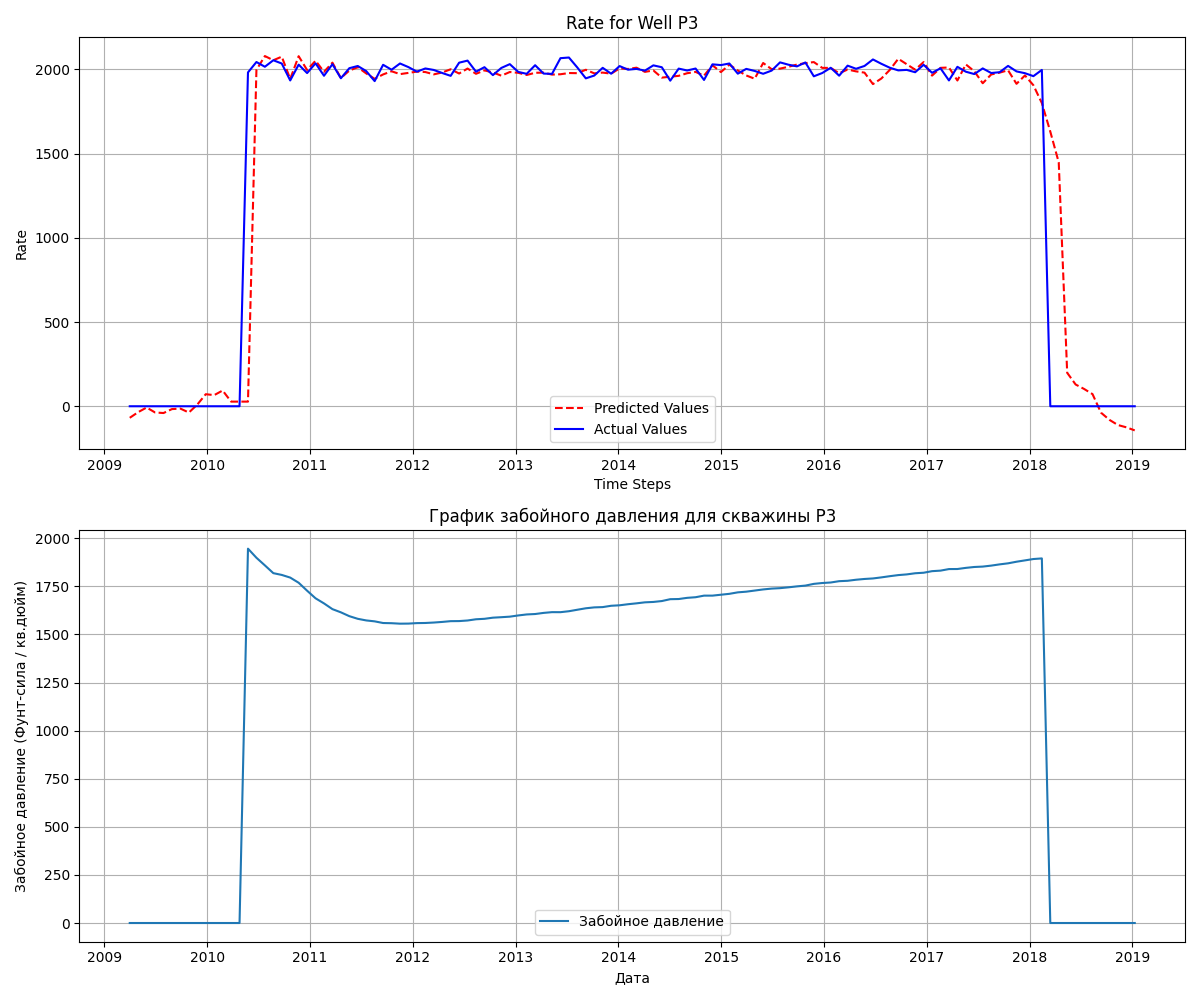 Rate for Well P3
Rate
2000
1500
1000
500
0
Predicted Values
Actual Values
2009 2010 2011 2012 2013 2014 2015 2016 2017 2018 2019
Time Steps
График забойного давления для скважины P3
Забойное давление (Фунт-сила / кв.дюйм)
2000
1750
1500
1250
1000
750
500
250
0
Забойное давление
2009 2010 2011 2012 2013 2014 2015 2016 2017 2018 2019
Дата